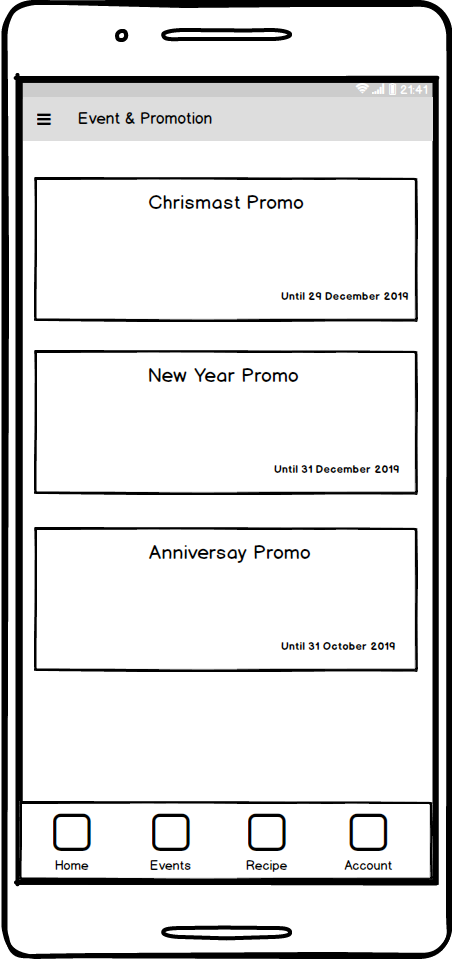 21:41
Event & Promotion
Chrismast Promo
Until 29 December 2019
New Year Promo
Until 31 December 2019
Anniversay Promo
Until 31 October 2019
Home Events Recipe Account